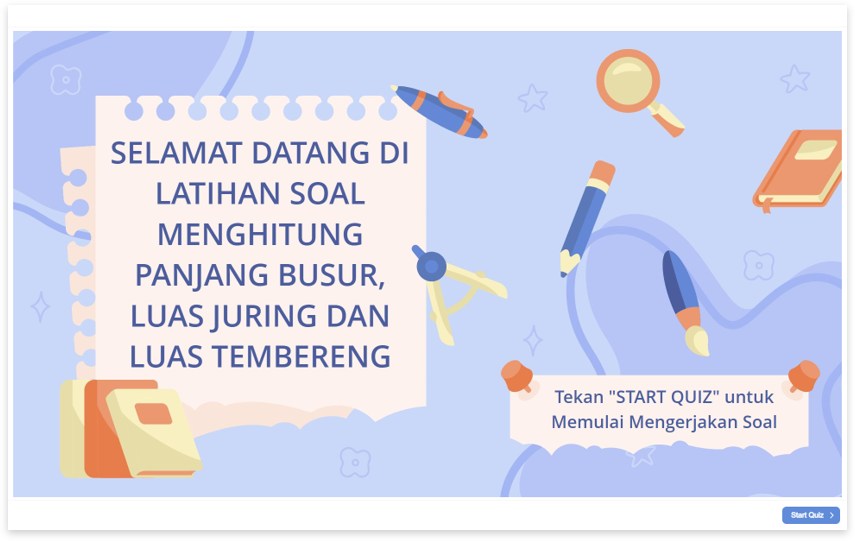 SELAMAT DATANG DI
LATIHAN SOAL
MENGHITUNG
PANJANG BUSUR,
LUAS JURING DAN
LUAS TEMBERENG
Tekan "START QUIZ" untuk
Memulai Mengerjakan Soal
Start Quiz